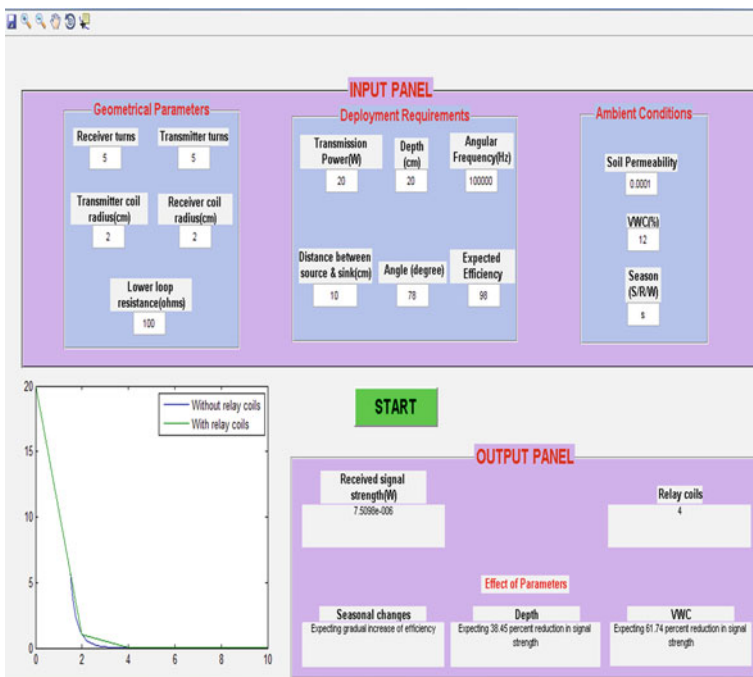 INPUT PANEL
Geometrical Parameters
Receiver turns
5
Transmitter turns
5
Transmitter coil
radius(cm)
2
Receiver coil
radius(cm)
2
Lower loop
resistance(ohms)
100
Deployment Requirements
Transmission
Power(W)
20
Depth
(cm)
20
Angular
Frequency(Hz)
100000
Distance between
source & sink(cm)
10
Angle (degree)
78
Expected
Efficiency
98
Ambient Conditions
Soil Permeability
0.0001
VWC(%)
12
Season
(S/R/W)
s
20
15
10
5
0
0 2 4 6 8 10
Without relay coils
With relay coils
START
OUTPUT PANEL
Received signal
strength(W)
7.5098e-006
Relay coils
4
Effect of Parameters
Seasonal changes
Expecting gradual increase of efficiency
Depth
Expecting 38.45 percent reduction in signal
strength
VWC
Expecting 61.74 percent reduction in signal
strength